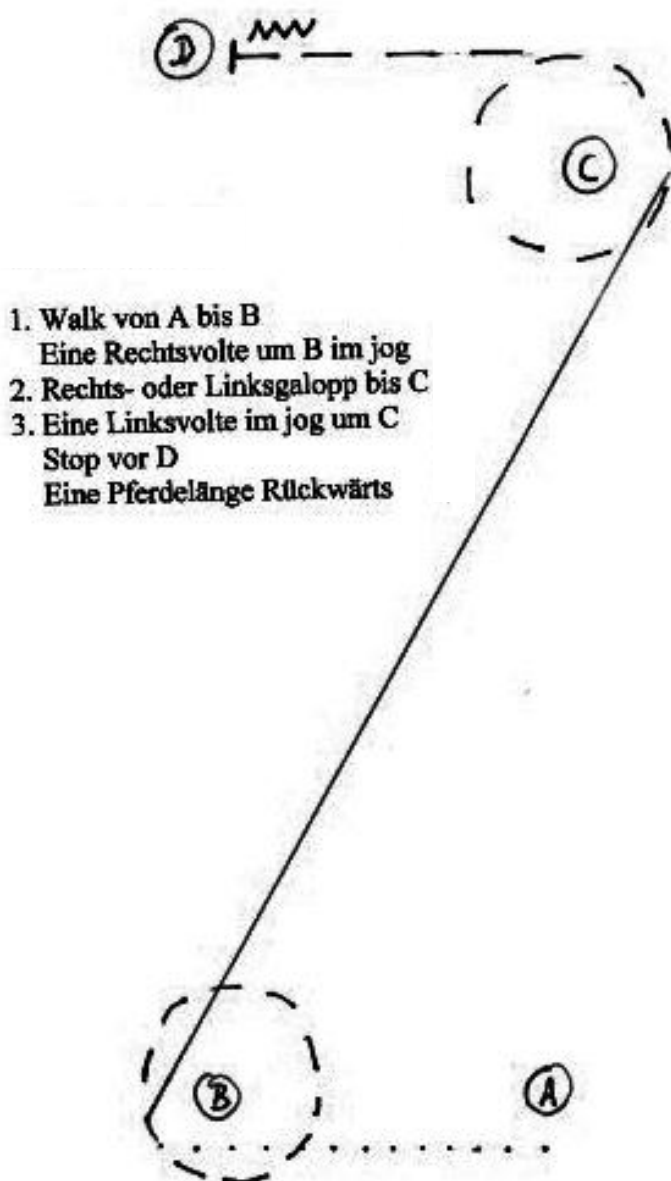 D
C
1. Walk von A bis B
Eine Rechtsvolte um B im jog
2. Rechts- oder Linksgalopp bis C
3. Eine Linksvolte im jog um C
Stop vor D
Eine Pferdelänge Rückwärts
B
A